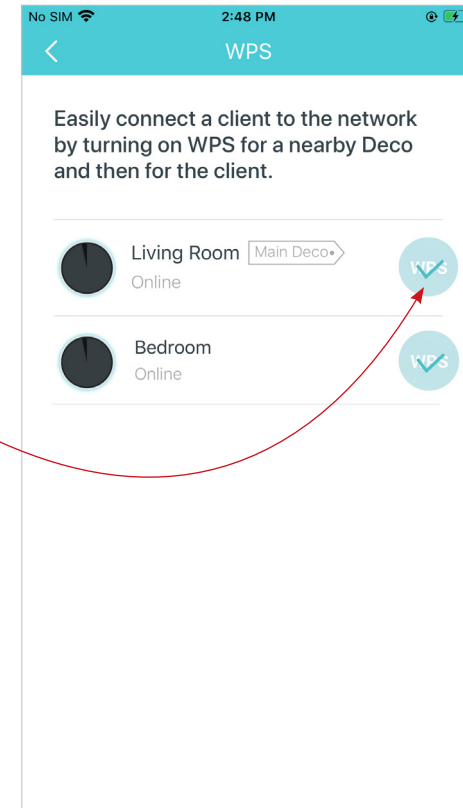 No SIM 2:48 PM
WPS
Easily connect a client to the network
by turning on WPS for a nearby Deco
and then for the client.
Living Room Main Deco
Online
WPS
Bedroom
Online
WPS